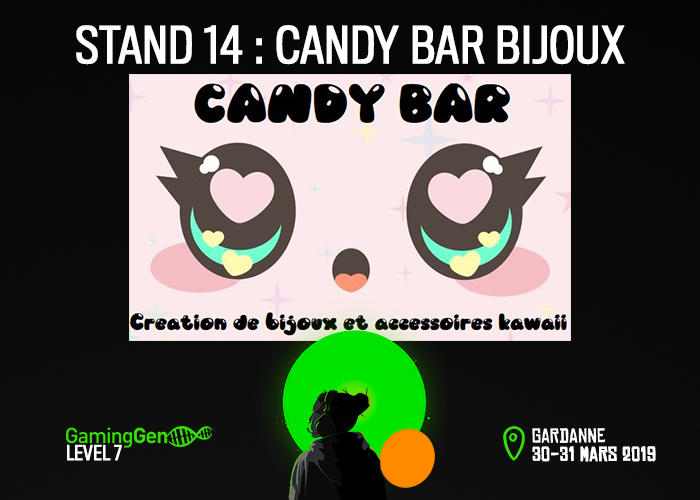 STAND 14 : CANDY BAR BIJOUX
CANDY BAR
Creation de bijoux et accessoires kawaii
GamingGen
LEVEL 7
GARDANNE
30-31 MARS 2019